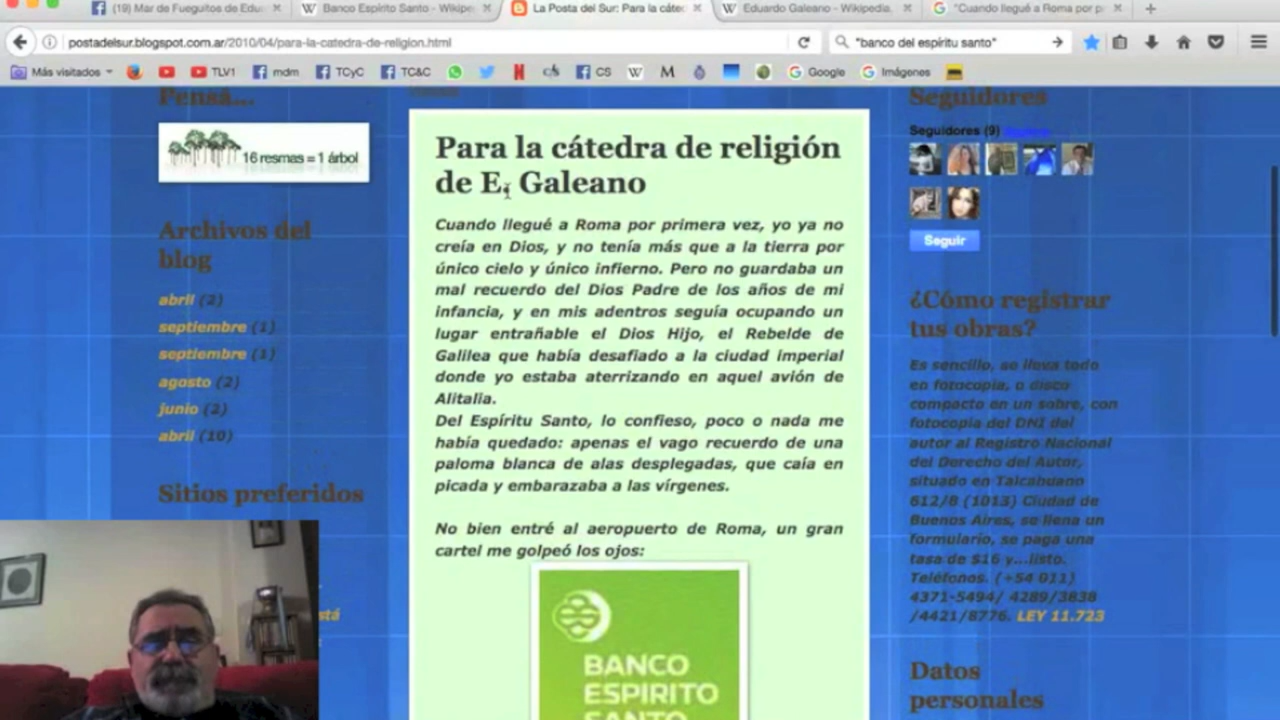 (19) Mar de Fueguitos de Edu
Banco Espírito Santo - Wikipe
La Posta del Sur: Para la cáte
Eduardo Galeano - Wikipedia,
"Cuando llegué a Roma por p
postadelsur.blogspot.com.ar/2010/04/para-la-catedra-de-religion.html
"banco del espíritu santo"
Más visitados
TLV1
mdm
TCyC
TC&C
CS
W
M
Google
Imágenes
Pensá...
16 resmas = 1 árbol
Archivos del
blog
abril (2)
septiembre (1)
septiembre (1)
agosto (2)
junio (2)
abril (10)
Sitios preferidos
stá
Para la cátedra de religión
de E. Galeano
Cuando llegué a Roma por primera vez, yo ya no
creía en Dios, y no tenía más que a la tierra por
único cielo y único infierno. Pero no guardaba un
mal recuerdo del Dios Padre de los años de mi
infancia, y en mis adentros seguía ocupando un
lugar entrañable el Dios Hijo, el Rebelde de
Galilea que había desafiado a la ciudad imperial
donde yo estaba aterrizando en aquel avión de
Alitalia.
Del Espíritu Santo, lo confieso, poco o nada me
había quedado: apenas el vago recuerdo de una
paloma blanca de alas desplegadas, que caía en
picada y embarazaba a las vírgenes.
No bien entré al aeropuerto de Roma, un gran
cartel me golpeó los ojos:
BANCO
ESPIRITO
SANTO
Seguidores
Seguidores (9)
Seguir
¿Cómo registrar
tus obras?
Es sencillo, se lleva todo
en fotocopia, o disco
compacto en un sobre, con
fotocopia del DNI del
autor al Registro Nacional
del Derecho del Autor,
situado en Talcahuano
612/8 (1013) Ciudad de
Buenos Aires, se llena un
formulario, se paga una
tasa de $16 y...listo.
Teléfonos. (+54 011)
4371-5494/ 4289/3838
/4421/8776. LEY 11.723
Datos
personales